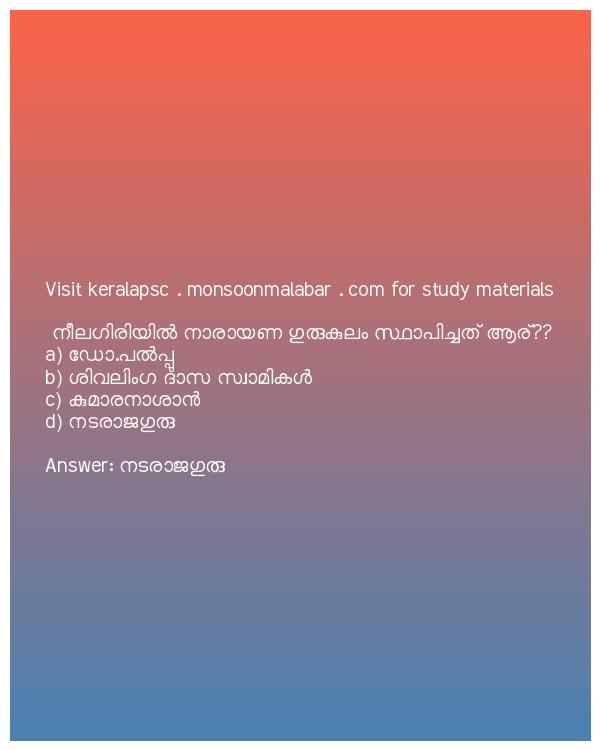 Visit keralapsc . monsoonmalabar . com for study materials
നീലഗിരിയിൽ നാരായണ ഗുരുകുലം സ്ഥാപിച്ചത് ആര്??
a) ഡോ.പൽപ്പു
b) ശിവലിംഗ ദാസ സ്വാമികൾ
c) കുമാരനാശാൻ
d) നടരാജഗുരു
Answer: നടരാജഗുരു